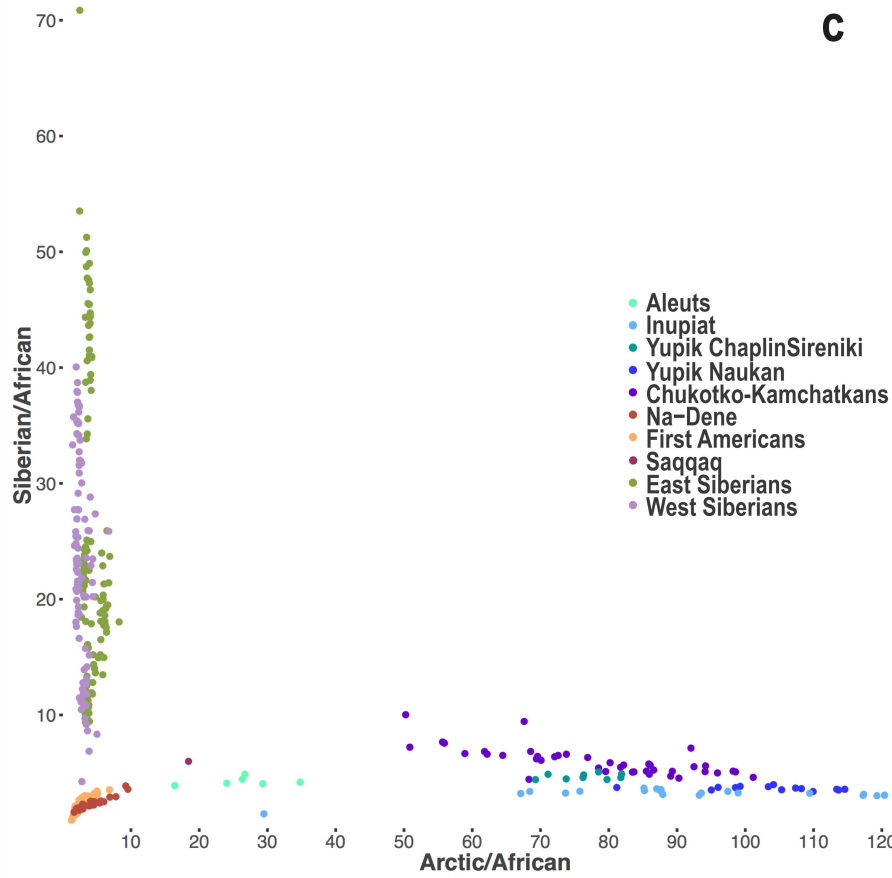 C
70
60
50
40
30
20
10
Siberian/African
Aleuts
Inupiat
Yupik ChaplinSireniki
Yupik Naukan
Chukotko-Kamchatkans
Na−Dene
First Americans
Saqqaq
East Siberians
West Siberians
10 20 30 40 50 60 70 80 90 100 110 120
Arctic/African